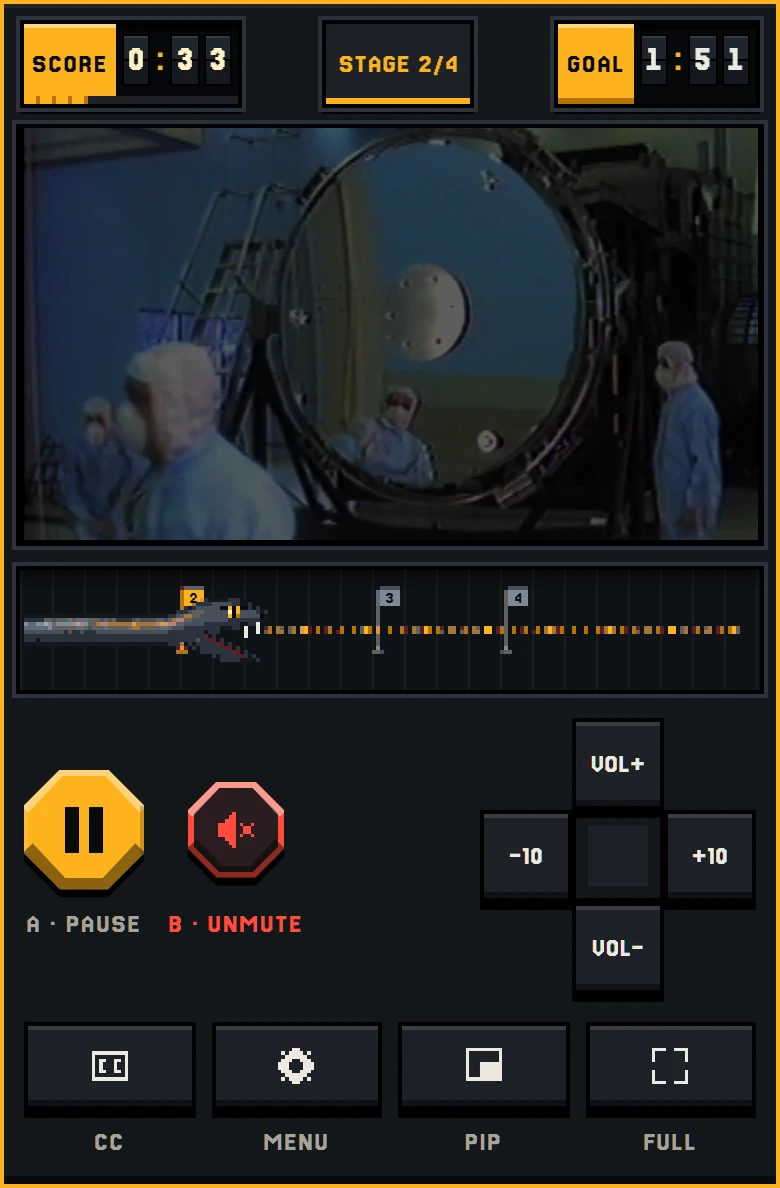 SCORE 0:33
STAGE 2/4
GOAL 1:51
2
3
4
VOL+
-10
+10
VOL-
A · PAUSE
B · UNMUTE
CC
CC
MENU
PIP
FULL